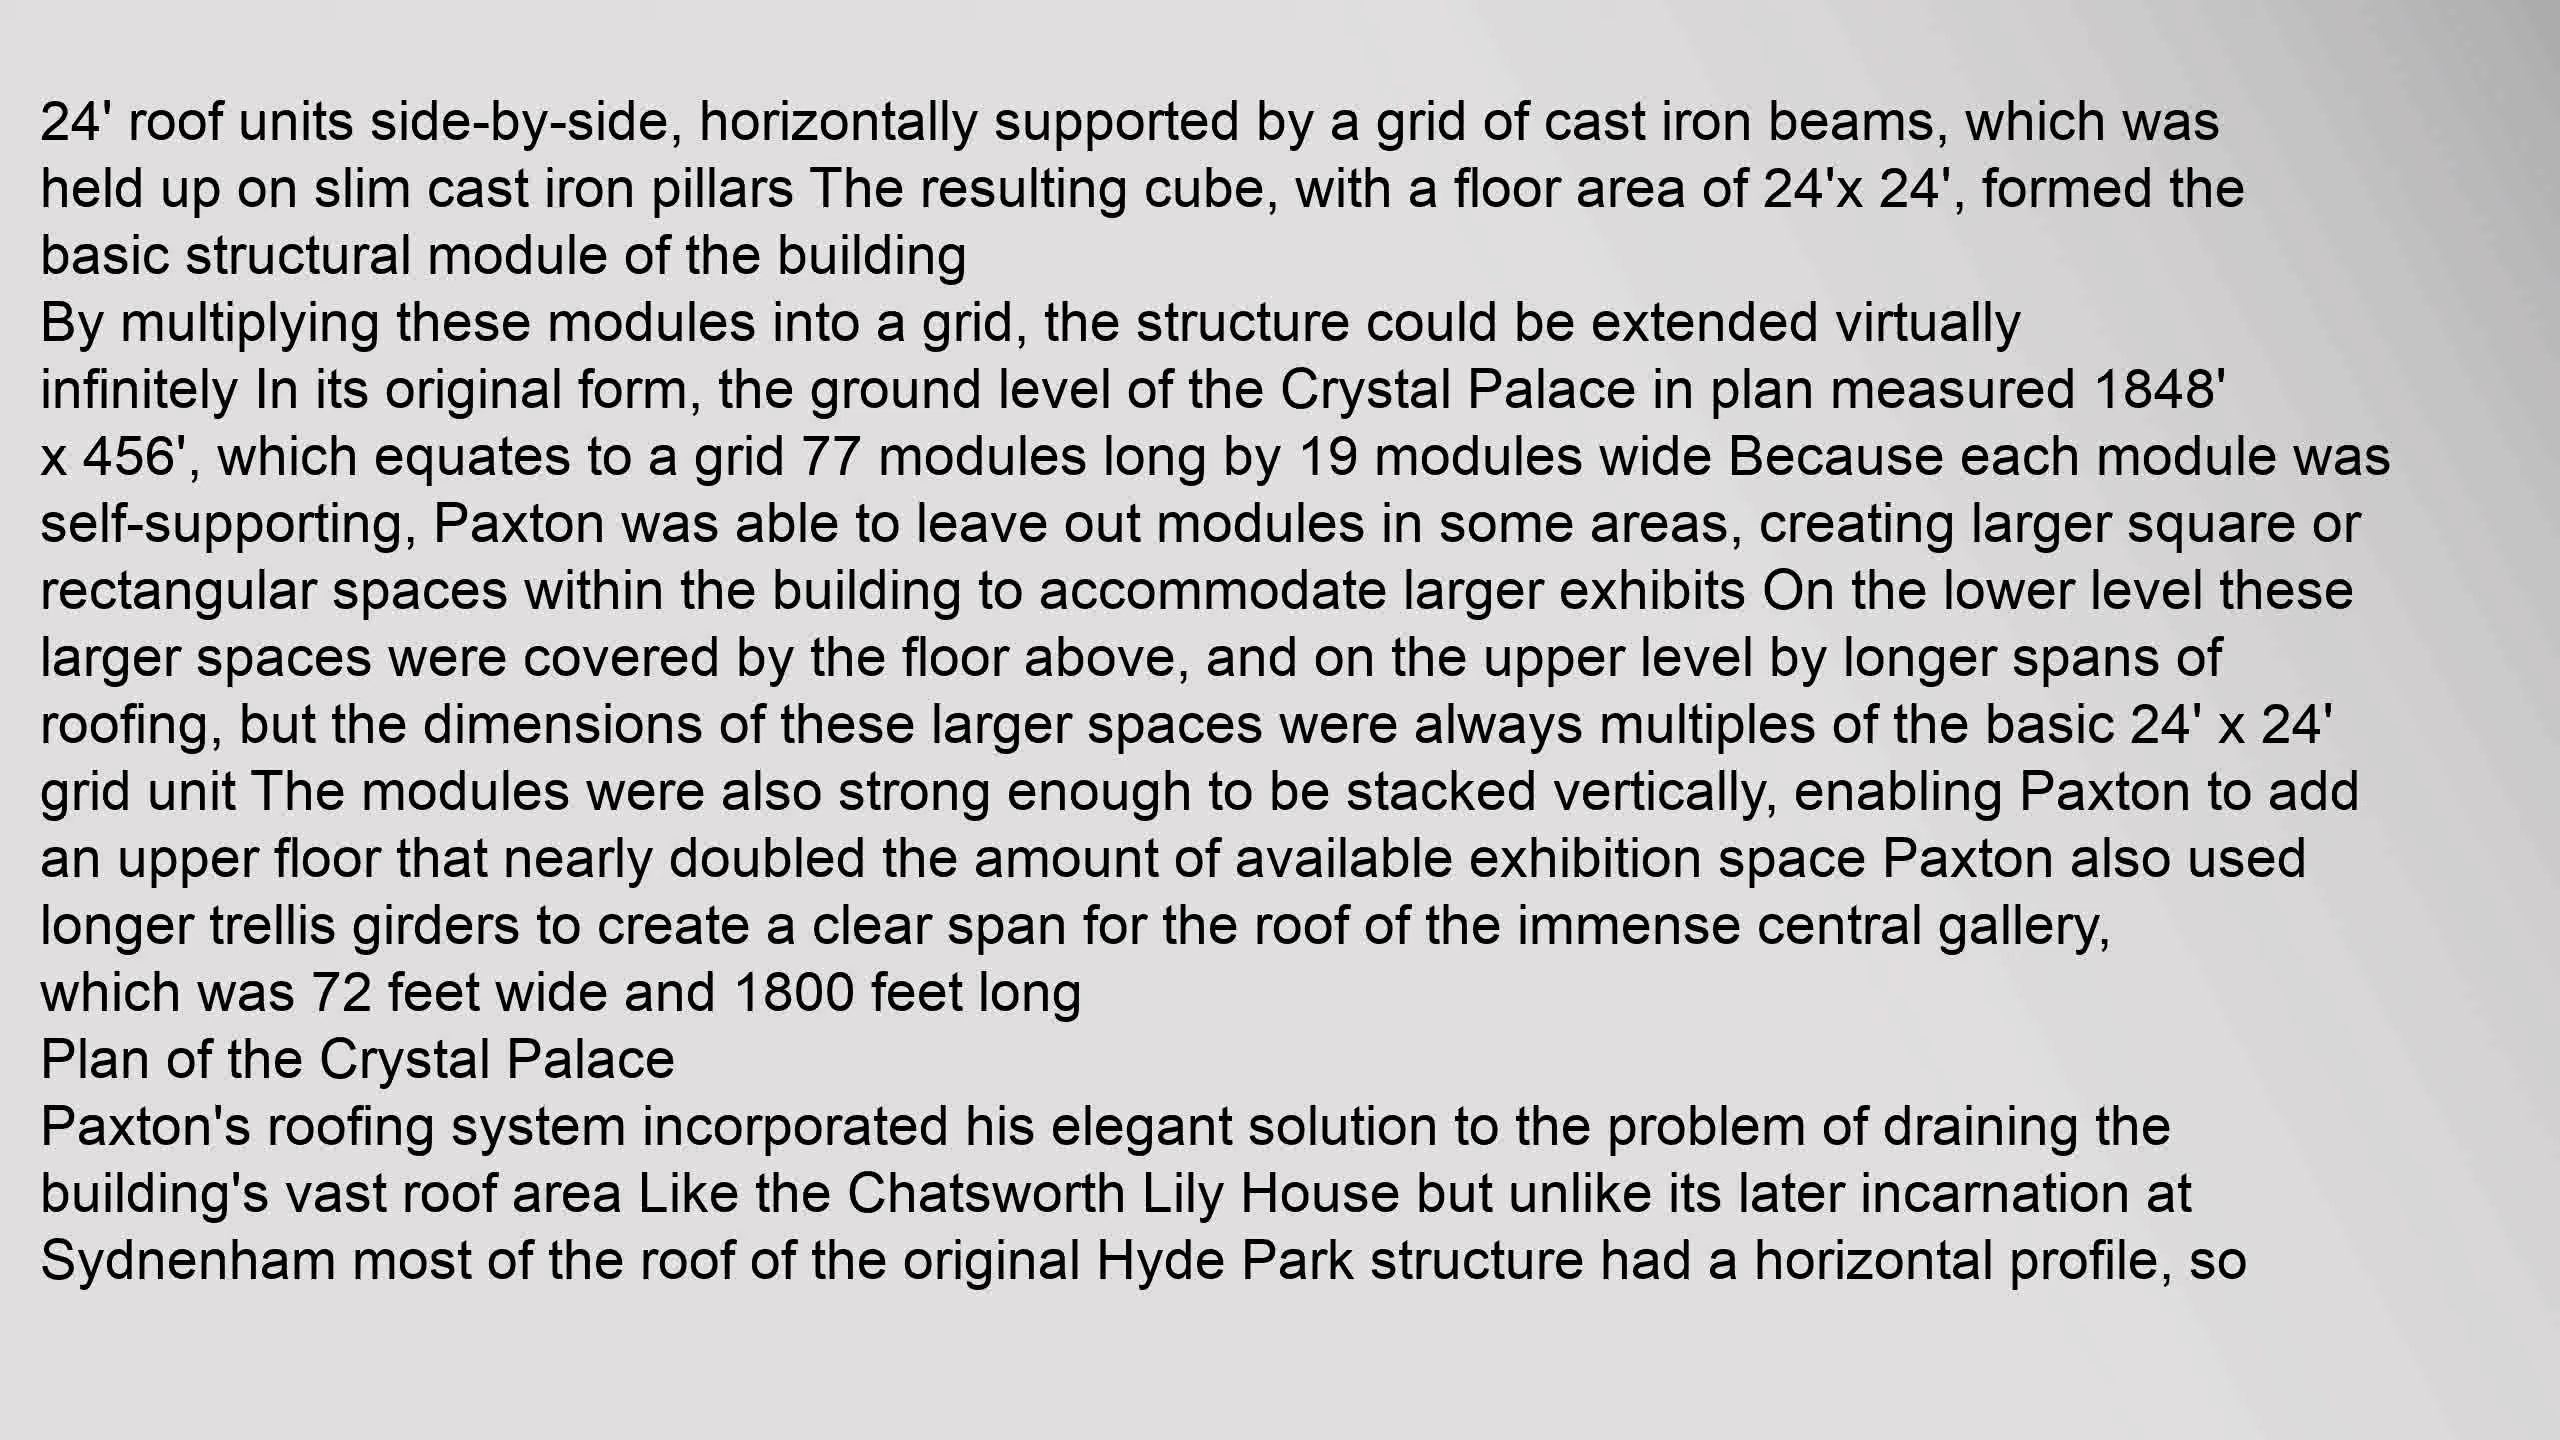 24' roof units side-by-side, horizontally supported by a grid of cast iron beams, which was
held up on slim cast iron pillars The resulting cube, with a floor area of 24'x 24', formed the
basic structural module of the building
By multiplying these modules into a grid, the structure could be extended virtually
infinitely In its original form, the ground level of the Crystal Palace in plan measured 1848'
x 456', which equates to a grid 77 modules long by 19 modules wide Because each module was
self-supporting, Paxton was able to leave out modules in some areas, creating larger square or
rectangular spaces within the building to accommodate larger exhibits On the lower level these
larger spaces were covered by the floor above, and on the upper level by longer spans of
roofing, but the dimensions of these larger spaces were always multiples of the basic 24' x 24'
grid unit The modules were also strong enough to be stacked vertically, enabling Paxton to add
an upper floor that nearly doubled the amount of available exhibition space Paxton also used
longer trellis girders to create a clear span for the roof of the immense central gallery,
which was 72 feet wide and 1800 feet long
Plan of the Crystal Palace
Paxton's roofing system incorporated his elegant solution to the problem of draining the
building's vast roof area Like the Chatsworth Lily House but unlike its later incarnation at
Sydnenham most of the roof of the original Hyde Park structure had a horizontal profile, so